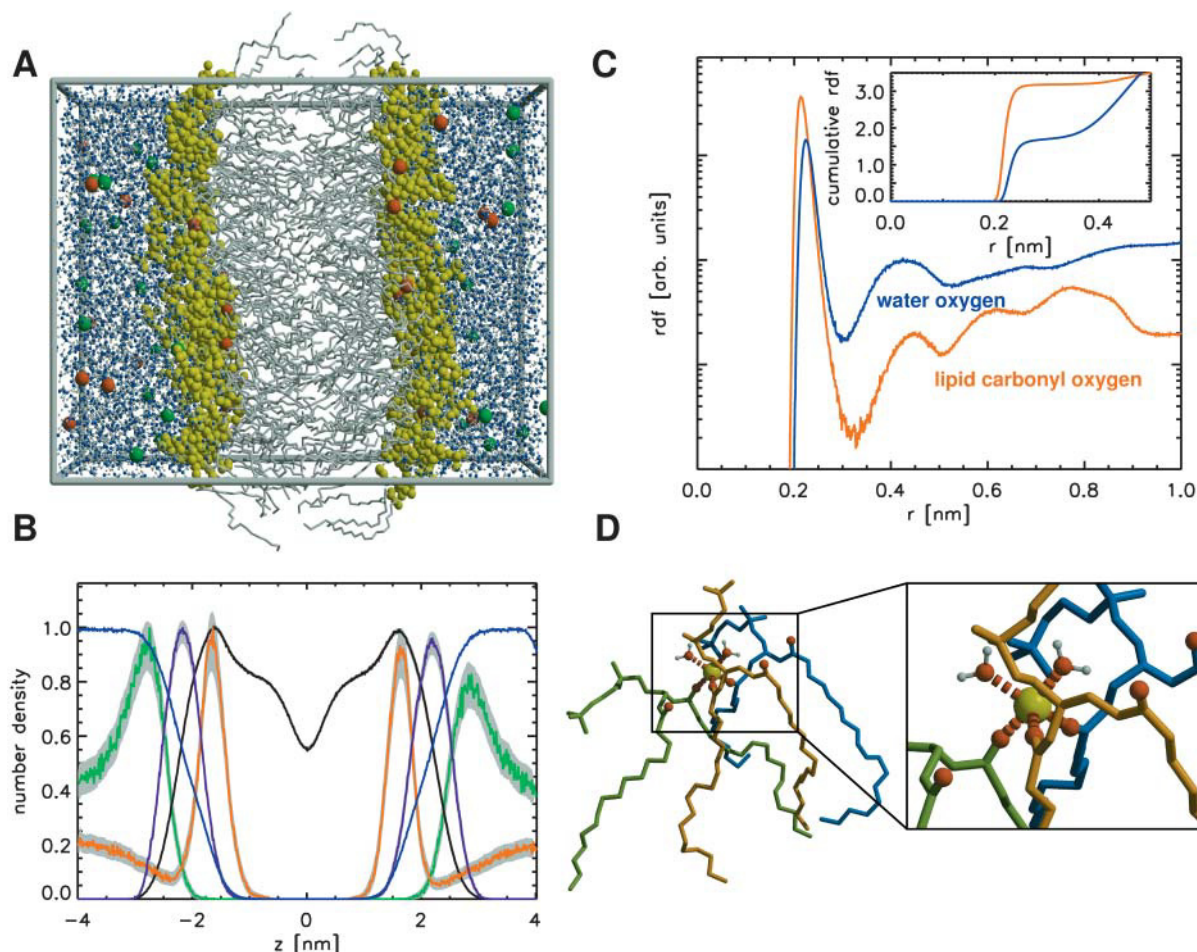 A
C
cumulative rdf
3.0
2.0
1.0
0.0
0.0
0.2
0.4
r [nm]
rdf [arb. units]
water oxygen
lipid carbonyl oxygen
0.0
0.2
0.4
0.6
0.8
1.0
r [nm]
B
number density
1.0
0.8
0.6
0.4
0.2
0.0
−4
−2
0
2
4
z [nm]
D